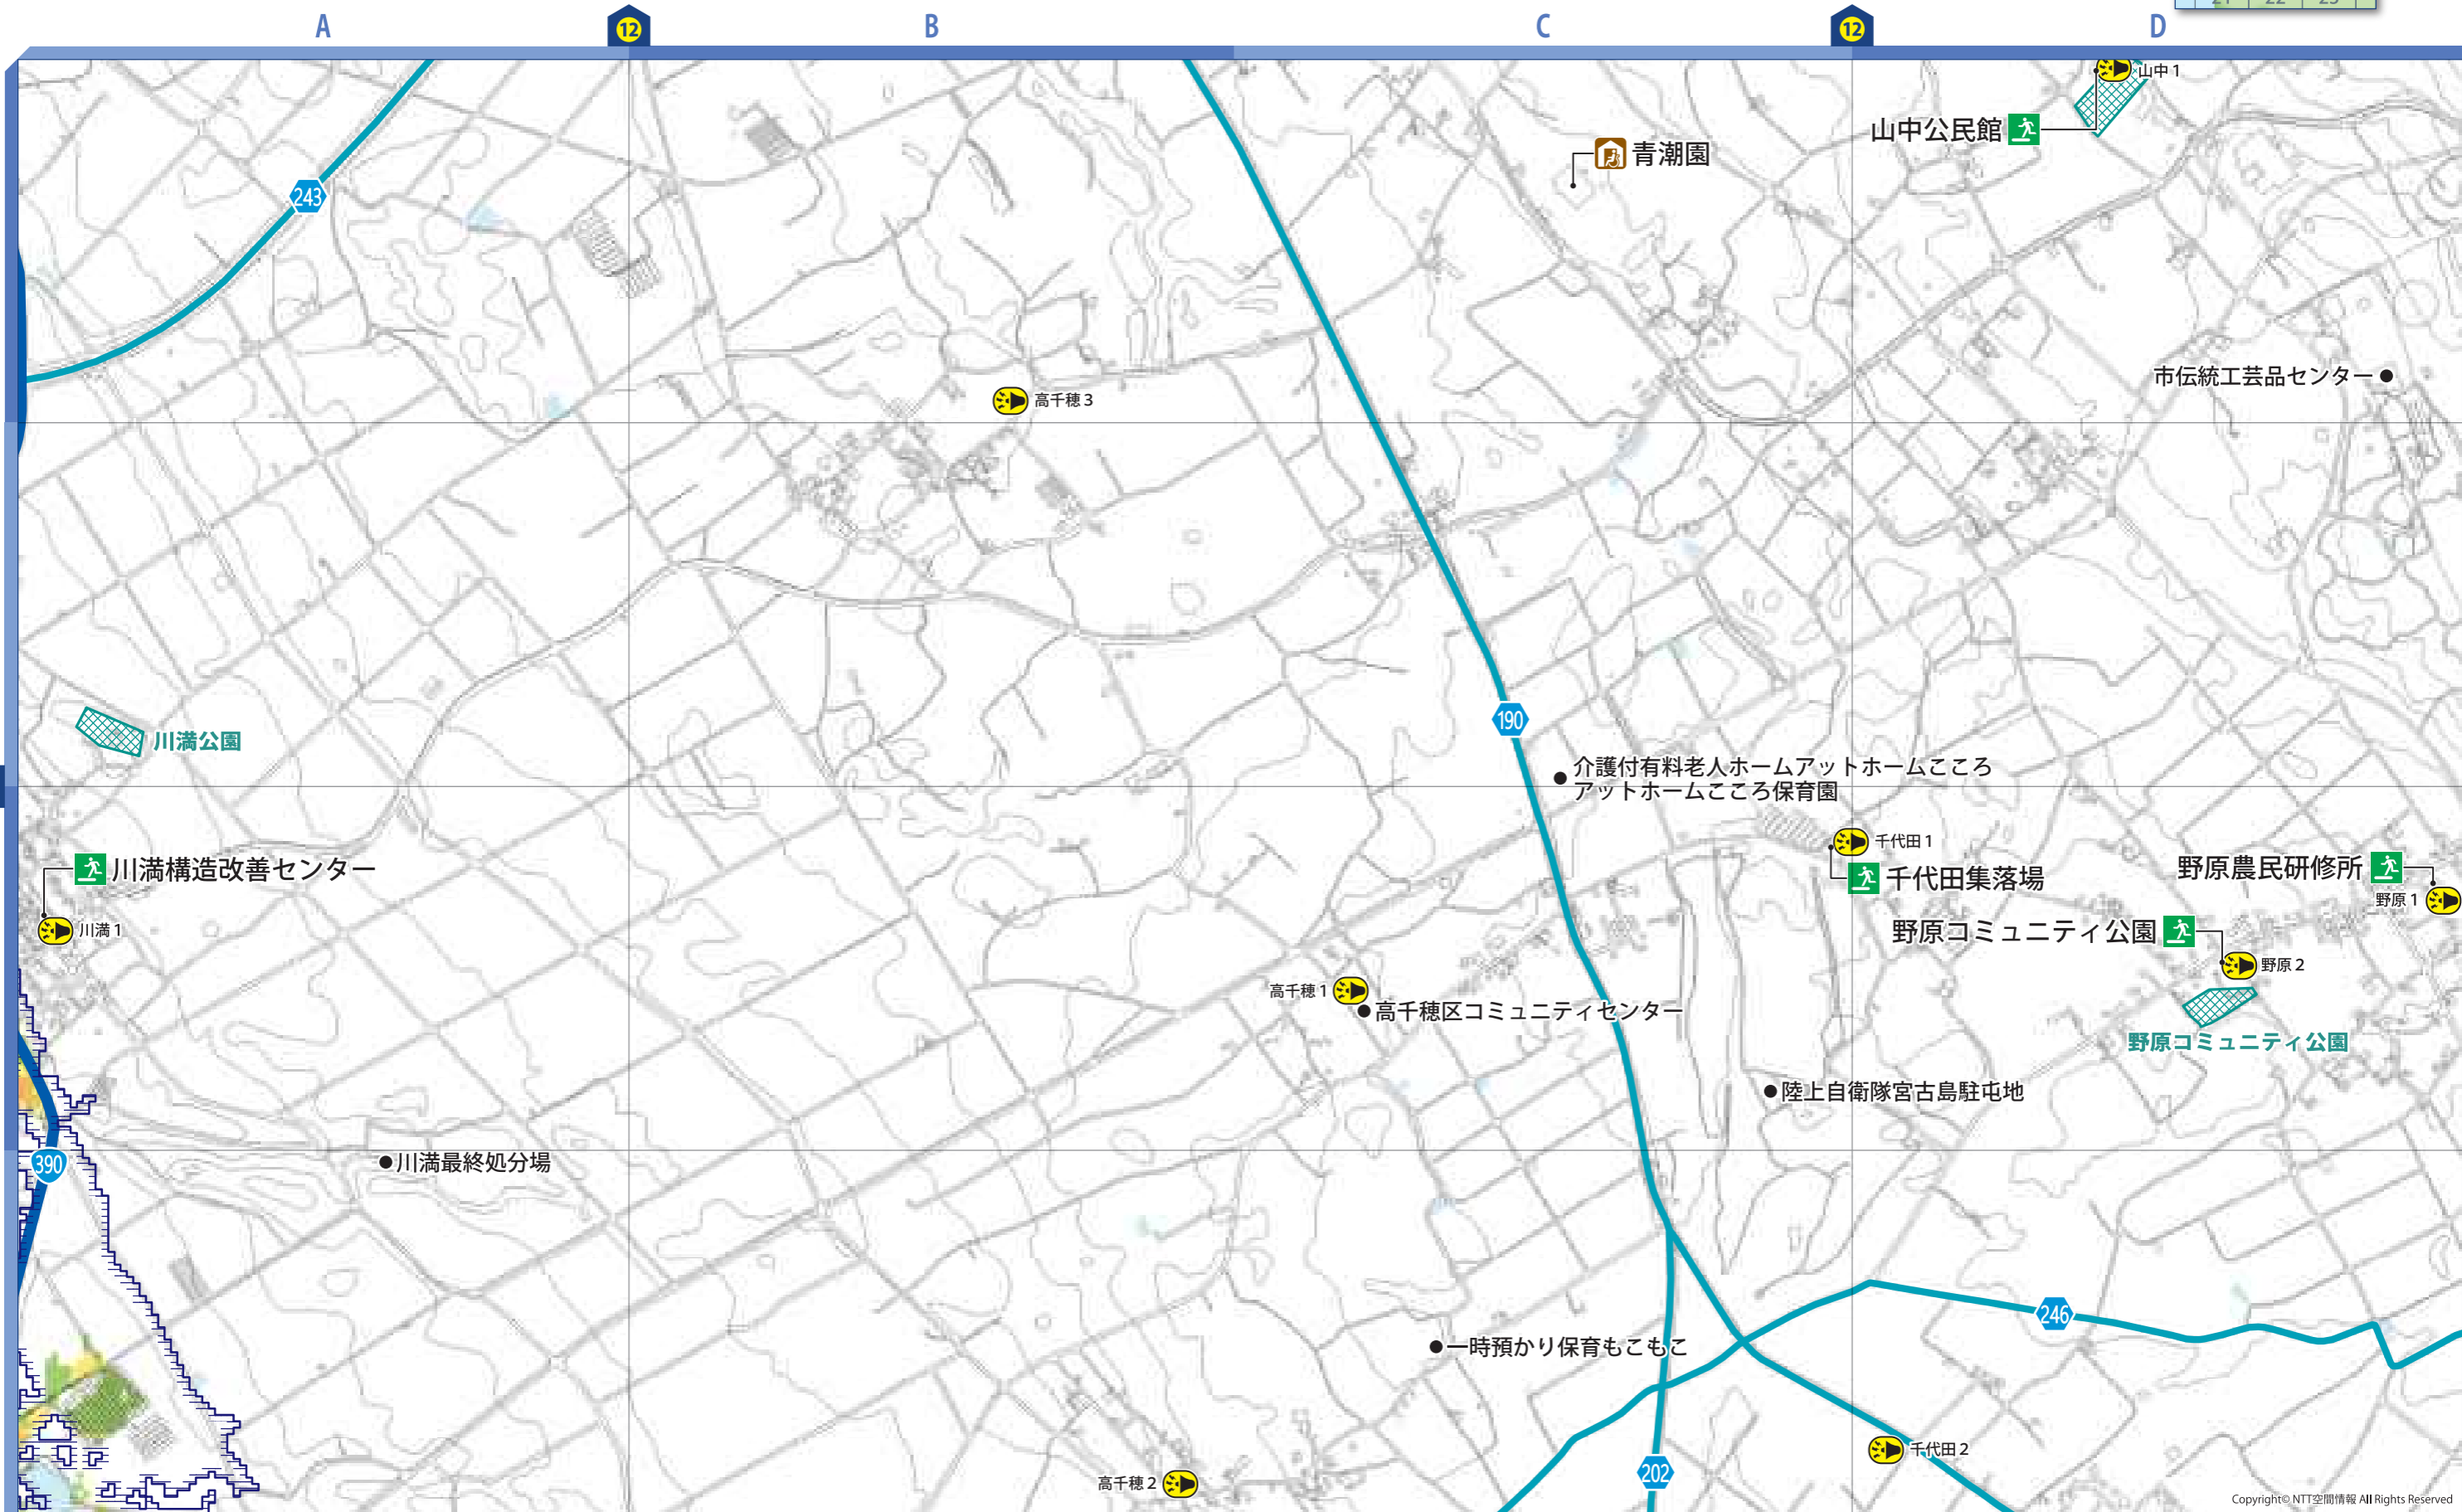 A
12
B
C
12
D
21
22
23
山中1
山中公民館
青潮園
243
市伝統工芸品センター
高千穂3
川満公園
190
介護付有料老人ホームアットホームこころ
アットホームこころ保育園
千代田1
千代田集落場
野原農民研修所
野原1
川満構造改善センター
川満1
野原コミュニティ公園
野原2
高千穂1
高千穂区コミュニティセンター
野原コミュニティ公園
陸上自衛隊宮古島駐屯地
390
川満最終処分場
246
一時預かり保育もこもこ
千代田2
202
高千穂2
Copyright© NTT空間情報 All Rights Reserved